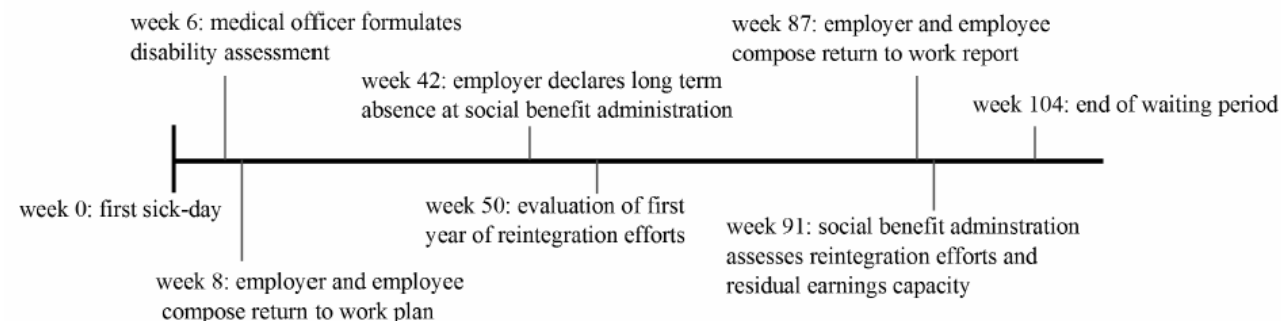 week 6: medical officer formulates
disability assessment
week 87: employer and employee
compose return to work report
week 42: employer declares long term
absence at social benefit administration
week 104: end of waiting period
week 0: first sick-day
week 50: evaluation of first
year of reintegration efforts
week 91: social benefit adminstration
assesses reintegration efforts and
residual earnings capacity
week 8: employer and employee
compose return to work plan